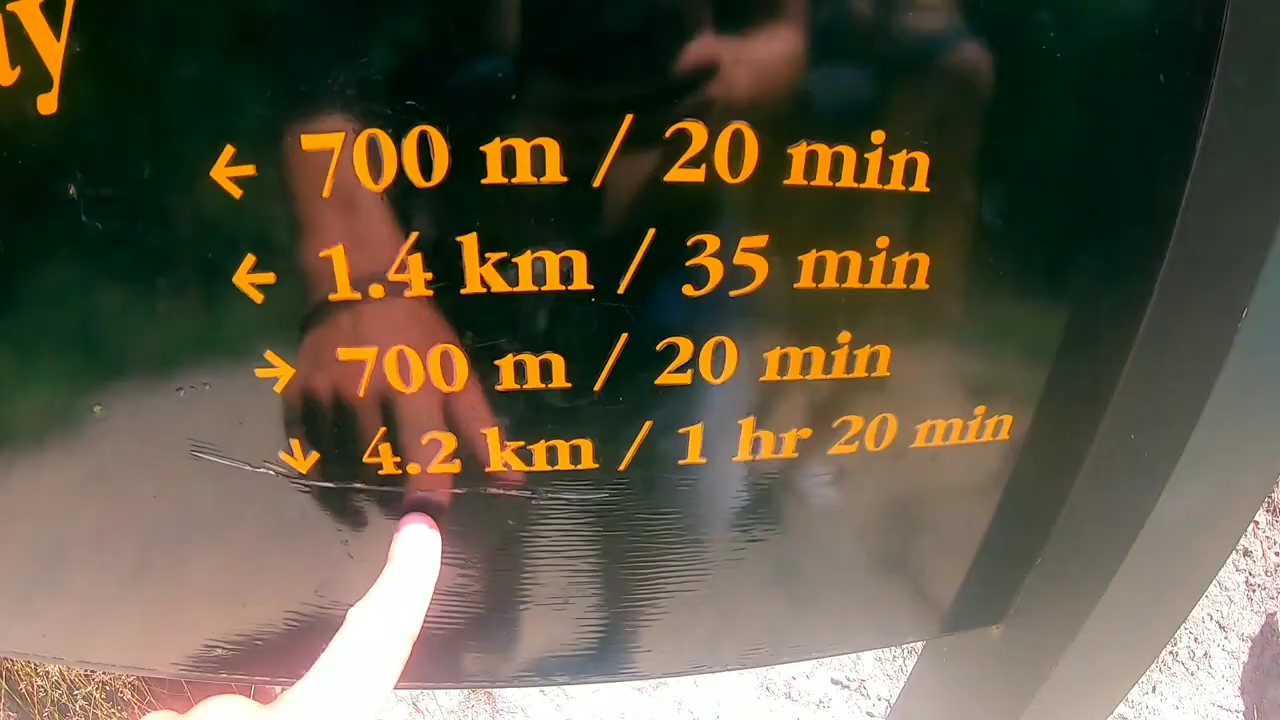 ← 700 m / 20 min
← 1.4 km / 35 min
→ 700 m / 20 min
↓ 4.2 km / 1 hr 20 min